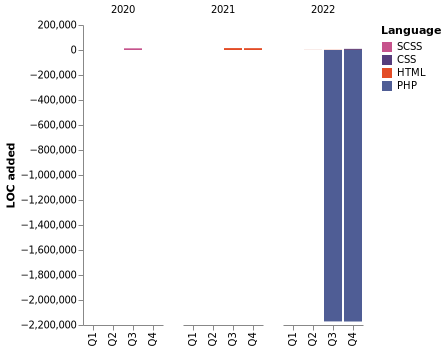 2020 2021 2022
200,000
0
−200,000
−400,000
−600,000
−800,000
−1,000,000
−1,200,000
−1,400,000
−1,600,000
−1,800,000
−2,000,000
−2,200,000
LOC added
Q1 Q2 Q3 Q4 Q1 Q2 Q3 Q4 Q1 Q2 Q3 Q4
Language
SCSS
CSS
HTML
PHP